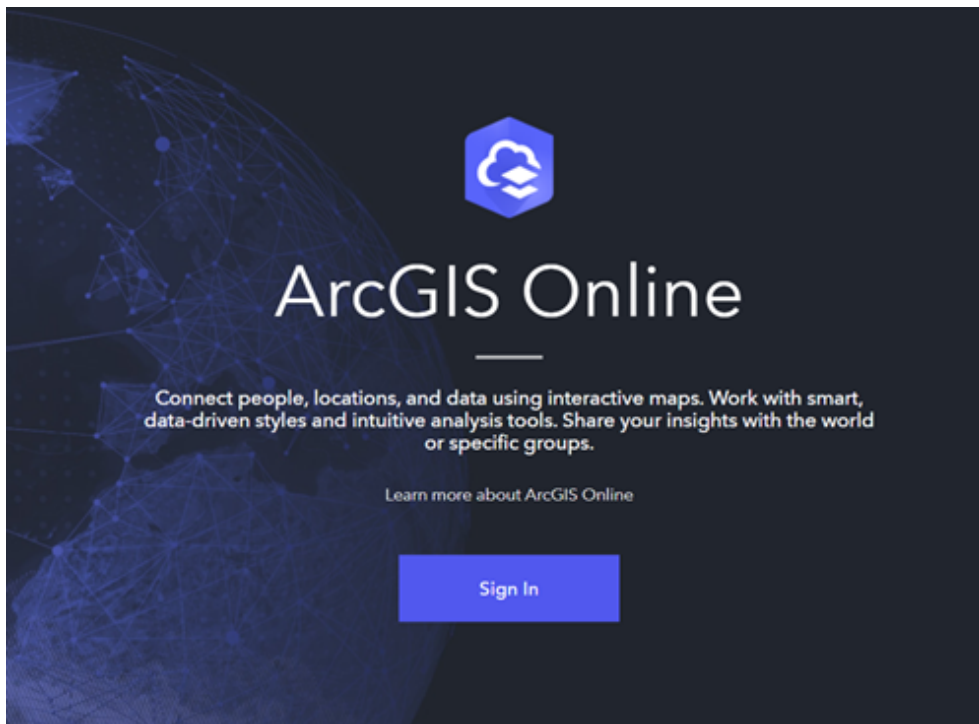 ArcGIS Online
Connect people, locations, and data using interactive maps. Work with smart,
data-driven styles and intuitive analysis tools. Share your insights with the world
or specific groups.
Learn more about ArcGIS Online
Sign In